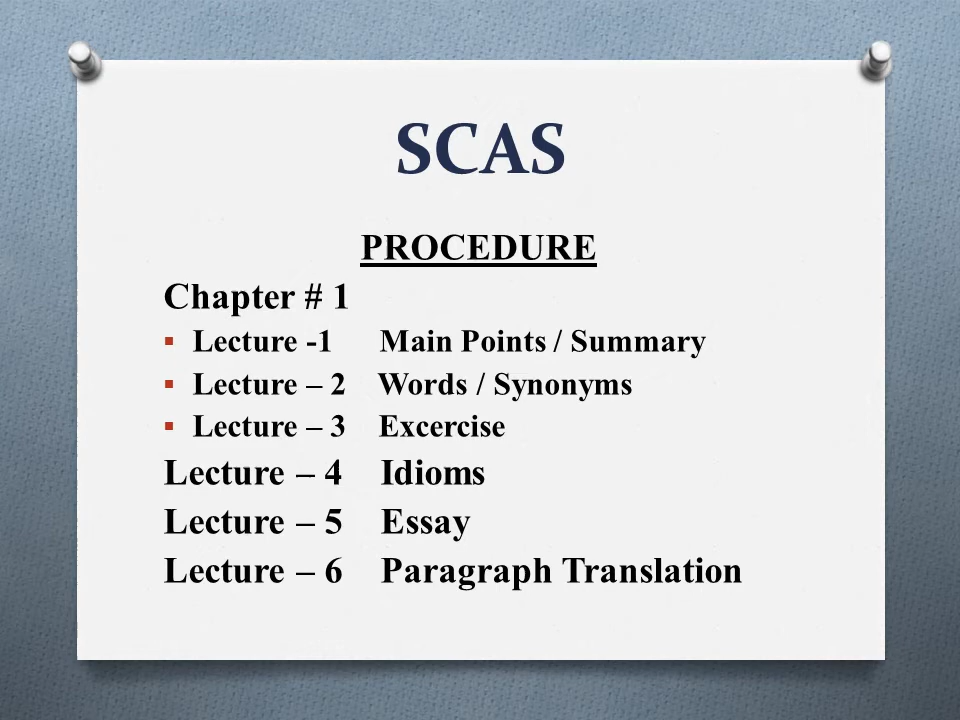 SCAS
PROCEDURE
Chapter # 1
▪ Lecture -1 Main Points / Summary
▪ Lecture – 2 Words / Synonyms
▪ Lecture – 3 Excercise
Lecture – 4 Idioms
Lecture – 5 Essay
Lecture – 6 Paragraph Translation